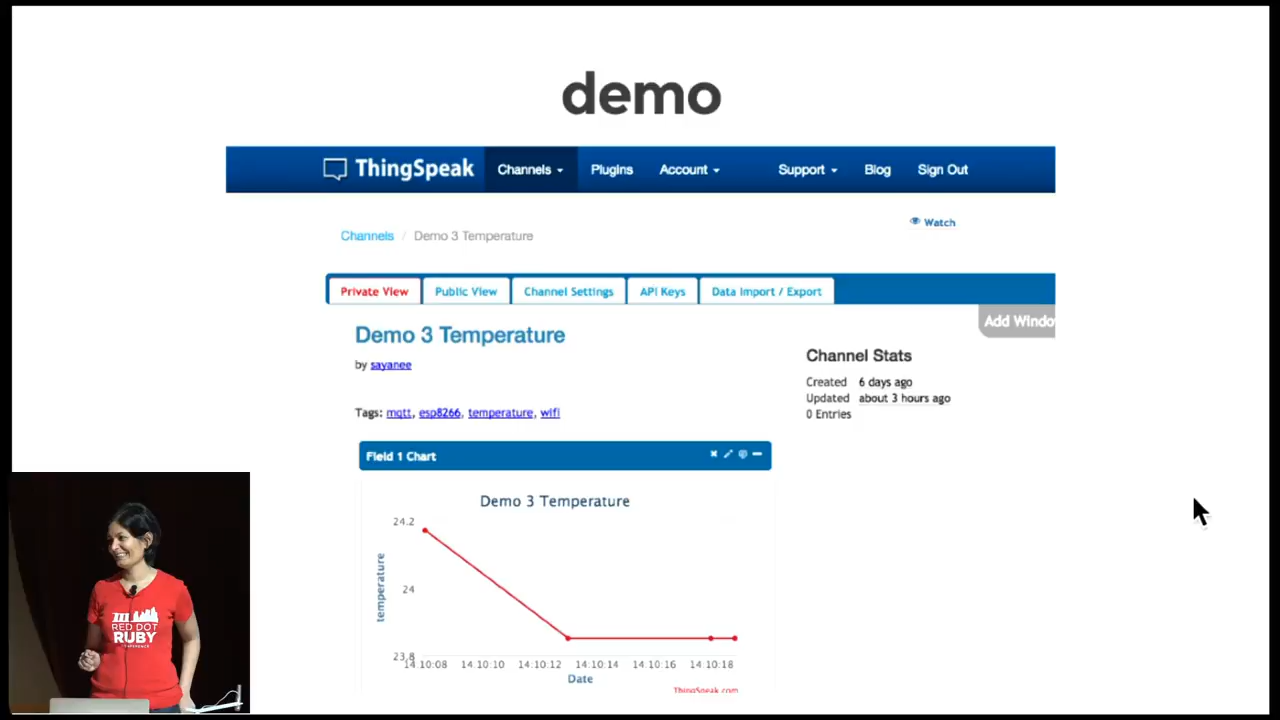 demo
ThingSpeak Channels Plugins Account Support Blog Sign Out
Watch
Channels / Demo 3 Temperature
Private View Public View Channel Settings API Keys Data Import / Export
Add Windo
Demo 3 Temperature
by sayanee
Tags: mqtt, esp8266, temperature, wifi
Channel Stats
Created 6 days ago
Updated about 3 hours ago
0 Entries
Field 1 Chart
Demo 3 Temperature
24.2
24
23.8
temperature
14:10:08 14:10:10 14:10:12 14:10:14 14:10:16 14:10:18
Date
ThingSpeak.com
RED DOT
RUBY
CONFERENCE